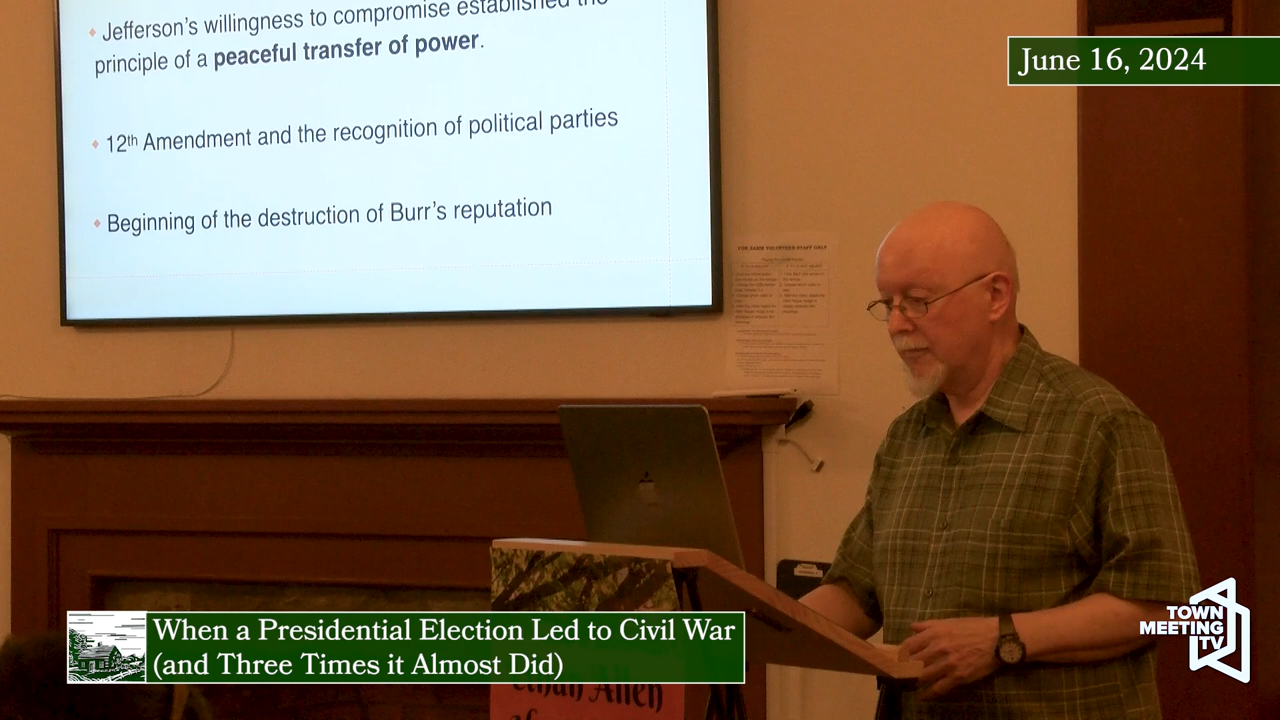 Jefferson's willingness to compromise established the
principle of a peaceful transfer of power.
12th Amendment and the recognition of political parties
Beginning of the destruction of Burr's reputation
June 16, 2024
When a Presidential Election Led to Civil War
(and Three Times it Almost Did)
Ethan Allen
TOWN
MEETING
TV